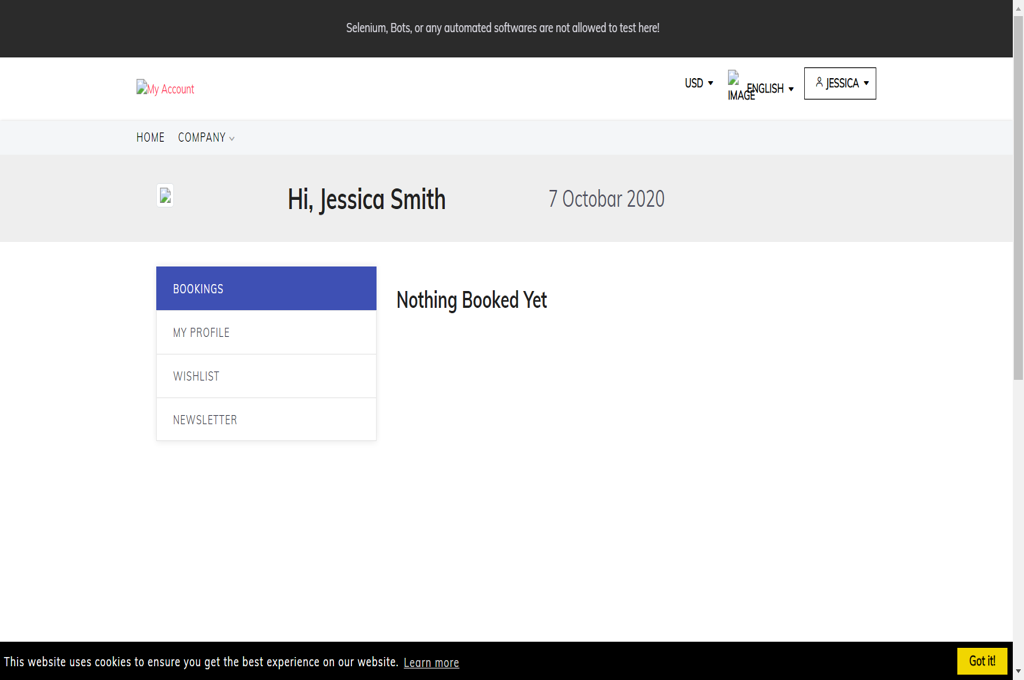 Selenium, Bots, or any automated softwares are not allowed to test here!
My Account
USD
IMAGE
ENGLISH
JESSICA
HOME
COMPANY
Hi, Jessica Smith
7 Octobar 2020
BOOKINGS
Nothing Booked Yet
MY PROFILE
WISHLIST
NEWSLETTER
This website uses cookies to ensure you get the best experience on our website. Learn more
Got it!